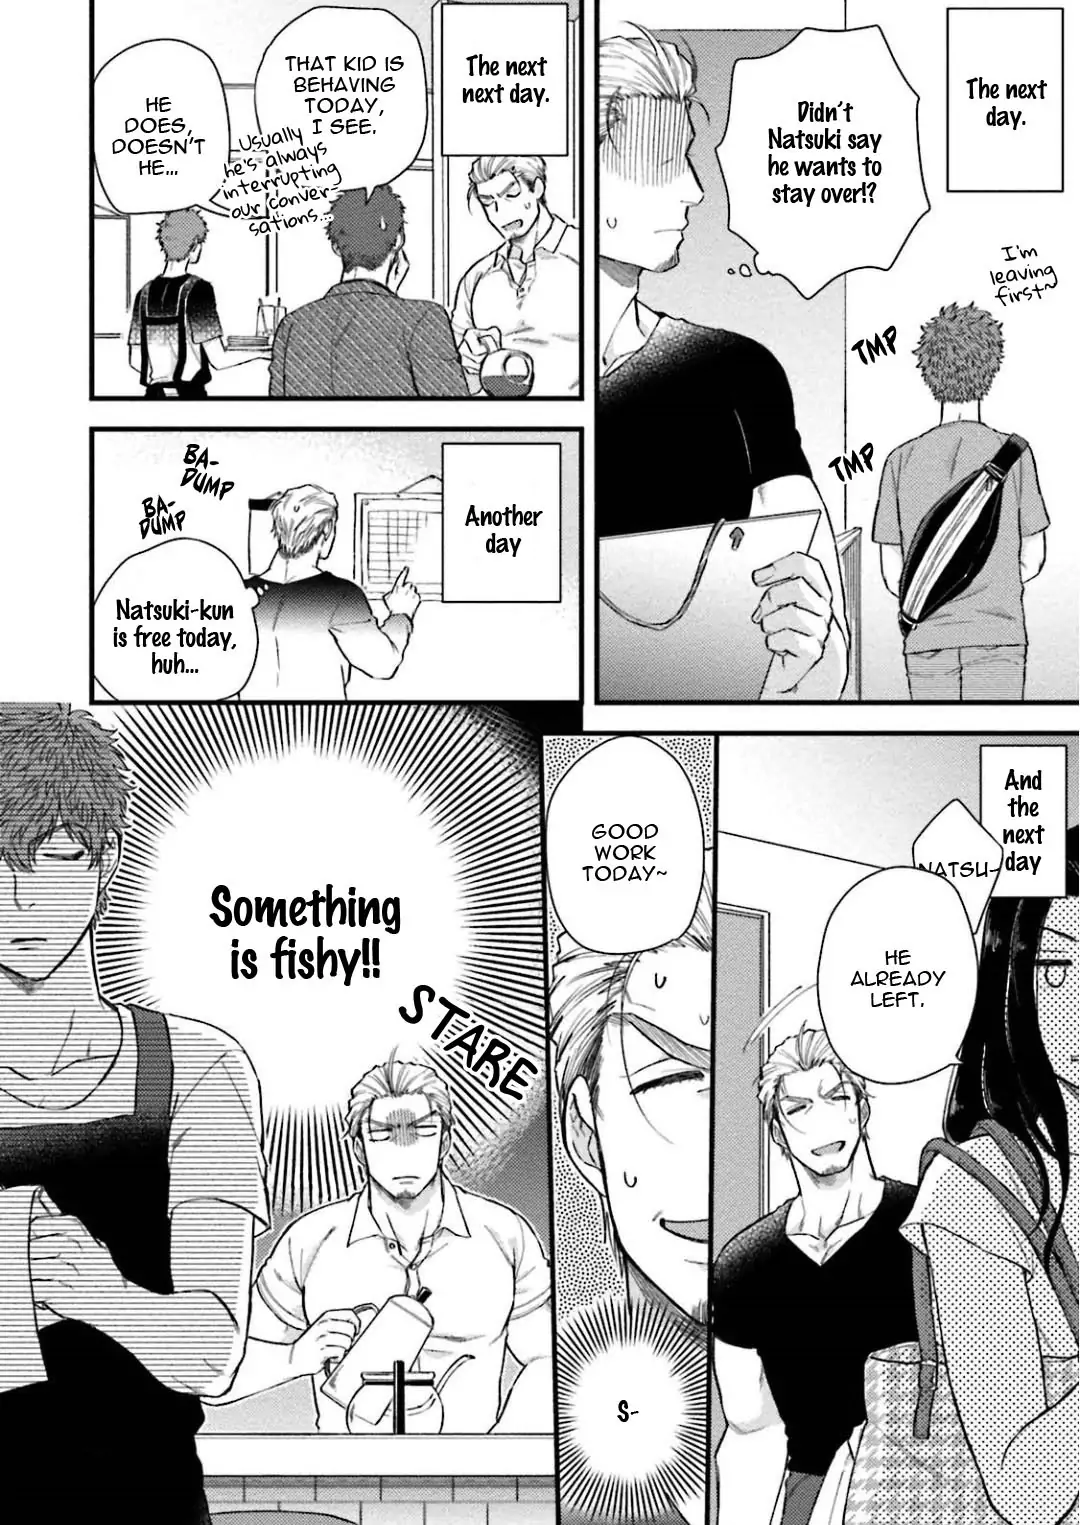 The next
day.
Didn't
Natsuki say
he wants to
stay over!?
I'm
leaving
first~
TMP
TMP
The next
next day.
THAT KID IS
BEHAVING
TODAY,
I SEE.
Usually
he's always
interrupting
our conver-
sations...
HE
DOES,
DOESN'T
HE...
Another
day
BA-
DUMP
BA-
DUMP
Natsuki-kun
is free today,
huh...
And
the
next
day
NATSU-
HE
ALREADY
LEFT.
GOOD
WORK
TODAY~
S-
Something
is fishy!!
STARE